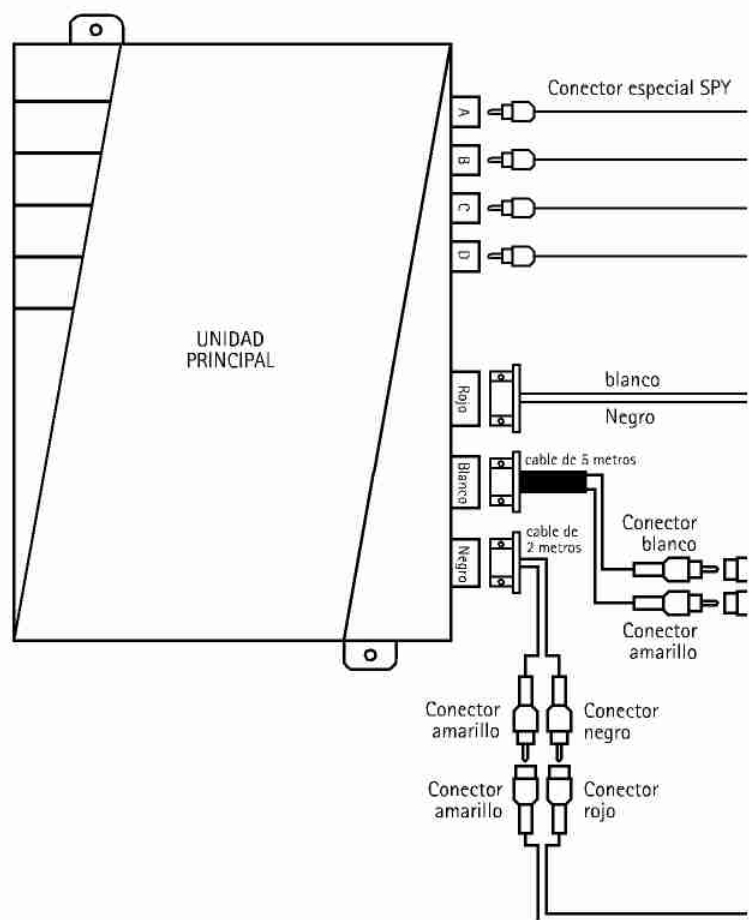 Conector especial SPY
A
B
C
D
UNIDAD
PRINCIPAL
Rojo
blanco
Negro
Blanco
cable de 5 metros
Conector
blanco
Negro
cable de
2 metros
Conector
amarillo
Conector
amarillo
Conector
negro
Conector
amarillo
Conector
rojo